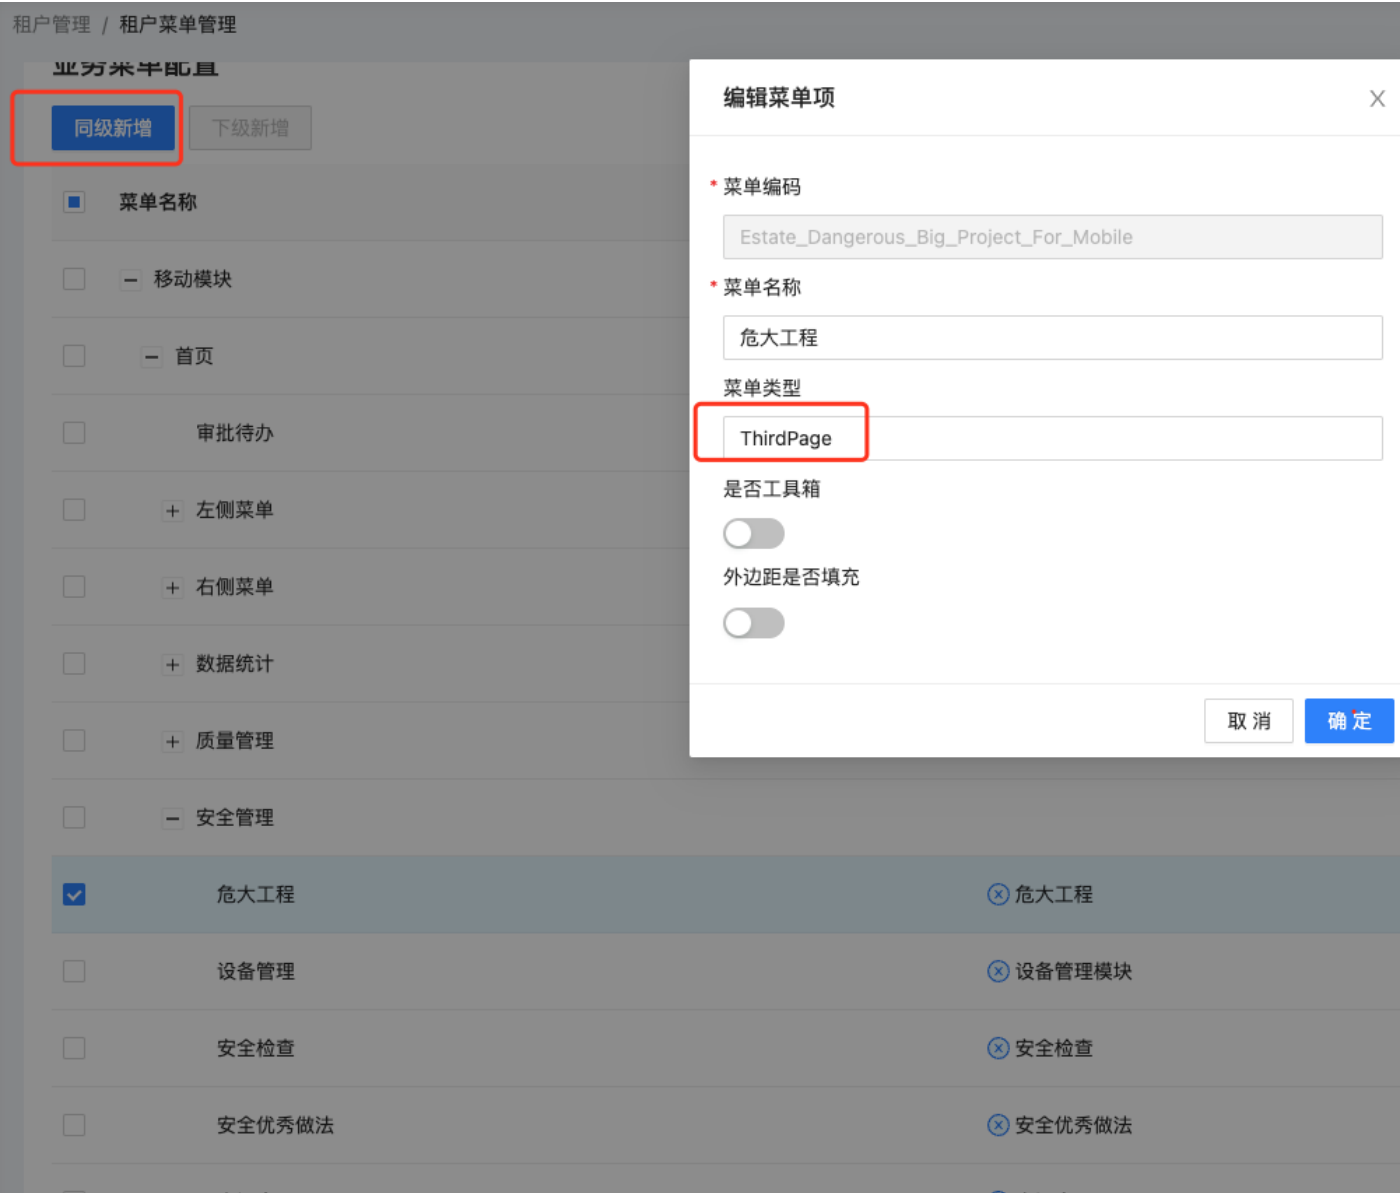 租户管理 / 租户菜单管理
业务菜单配置
同级新增 下级新增
菜单名称
移动模块
首页
审批待办
左侧菜单
右侧菜单
数据统计
质量管理
安全管理
危大工程 危大工程
设备管理 设备管理模块
安全检查 安全检查
安全优秀做法 安全优秀做法
编辑菜单项
* 菜单编码
Estate_Dangerous_Big_Project_For_Mobile
* 菜单名称
危大工程
菜单类型
ThirdPage
是否工具箱
外边距是否填充
取 消 确 定